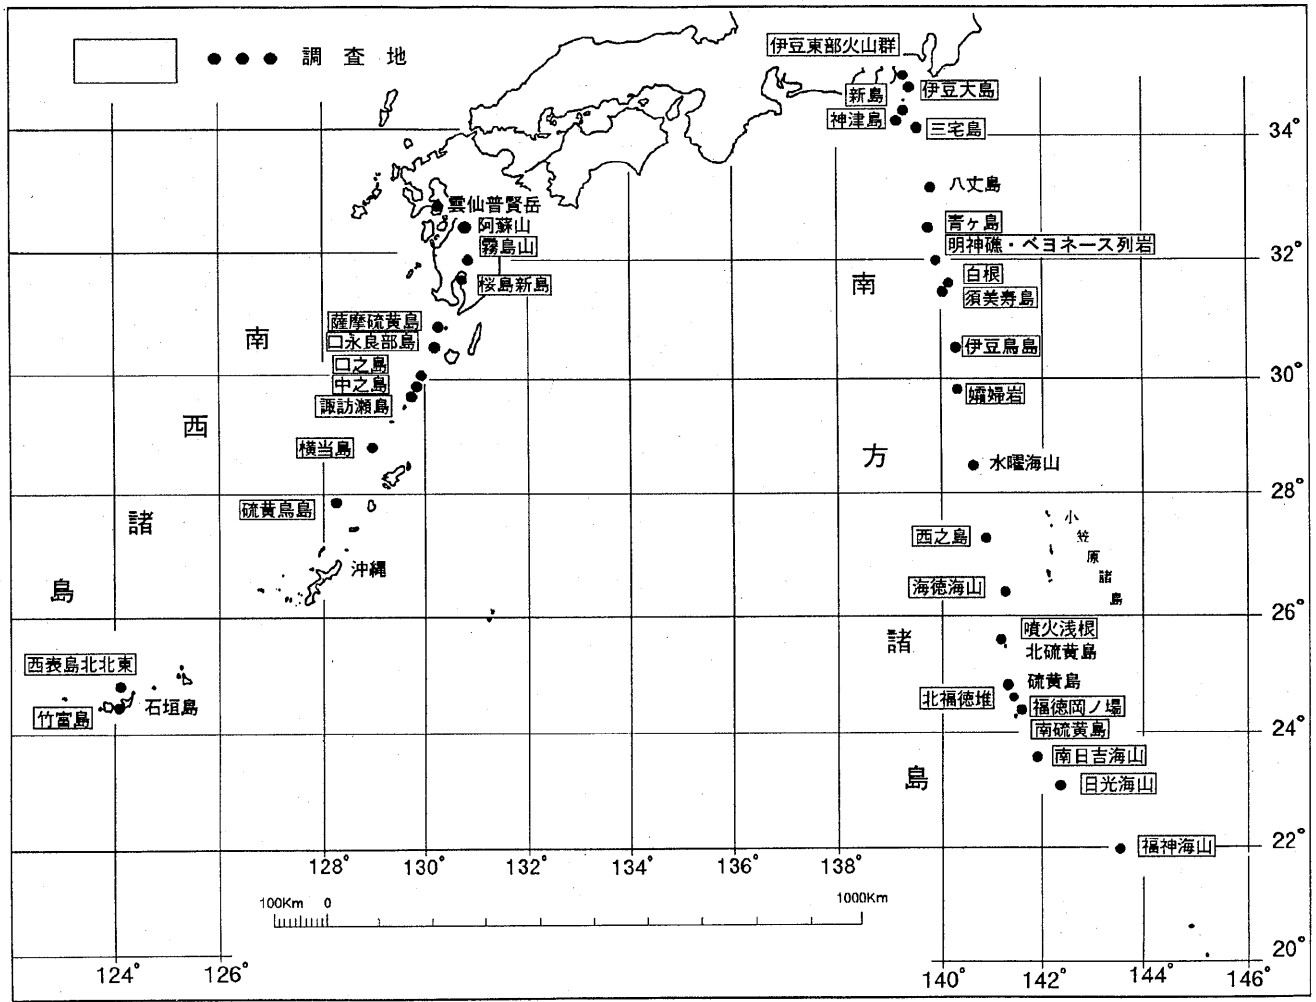 調査地
伊豆東部火山群
伊豆大島
新島
神津島
三宅島
34°
八丈島
青ヶ島
明神礁・ベヨネース列岩
32°
白根
須美寿島
伊豆鳥島
30°
孀婦岩
水曜海山
28°
西之島
小笠原諸島
海徳海山
26°
噴火浅根
北硫黄島
硫黄島
北福徳堆
福徳岡ノ場
南硫黄島
24°
南日吉海山
日光海山
22°
福神海山
20°
南方諸島
雲仙普賢岳
阿蘇山
霧島山
桜島新島
薩摩硫黄島
口永良部島
口之島
中之島
諏訪瀬島
横当島
硫黄鳥島
沖縄
南西諸島
西表島北北東
竹富島
石垣島
128° 130° 132° 134° 136° 138°
100Km 0 1000Km
124° 126° 140° 142° 144° 146°